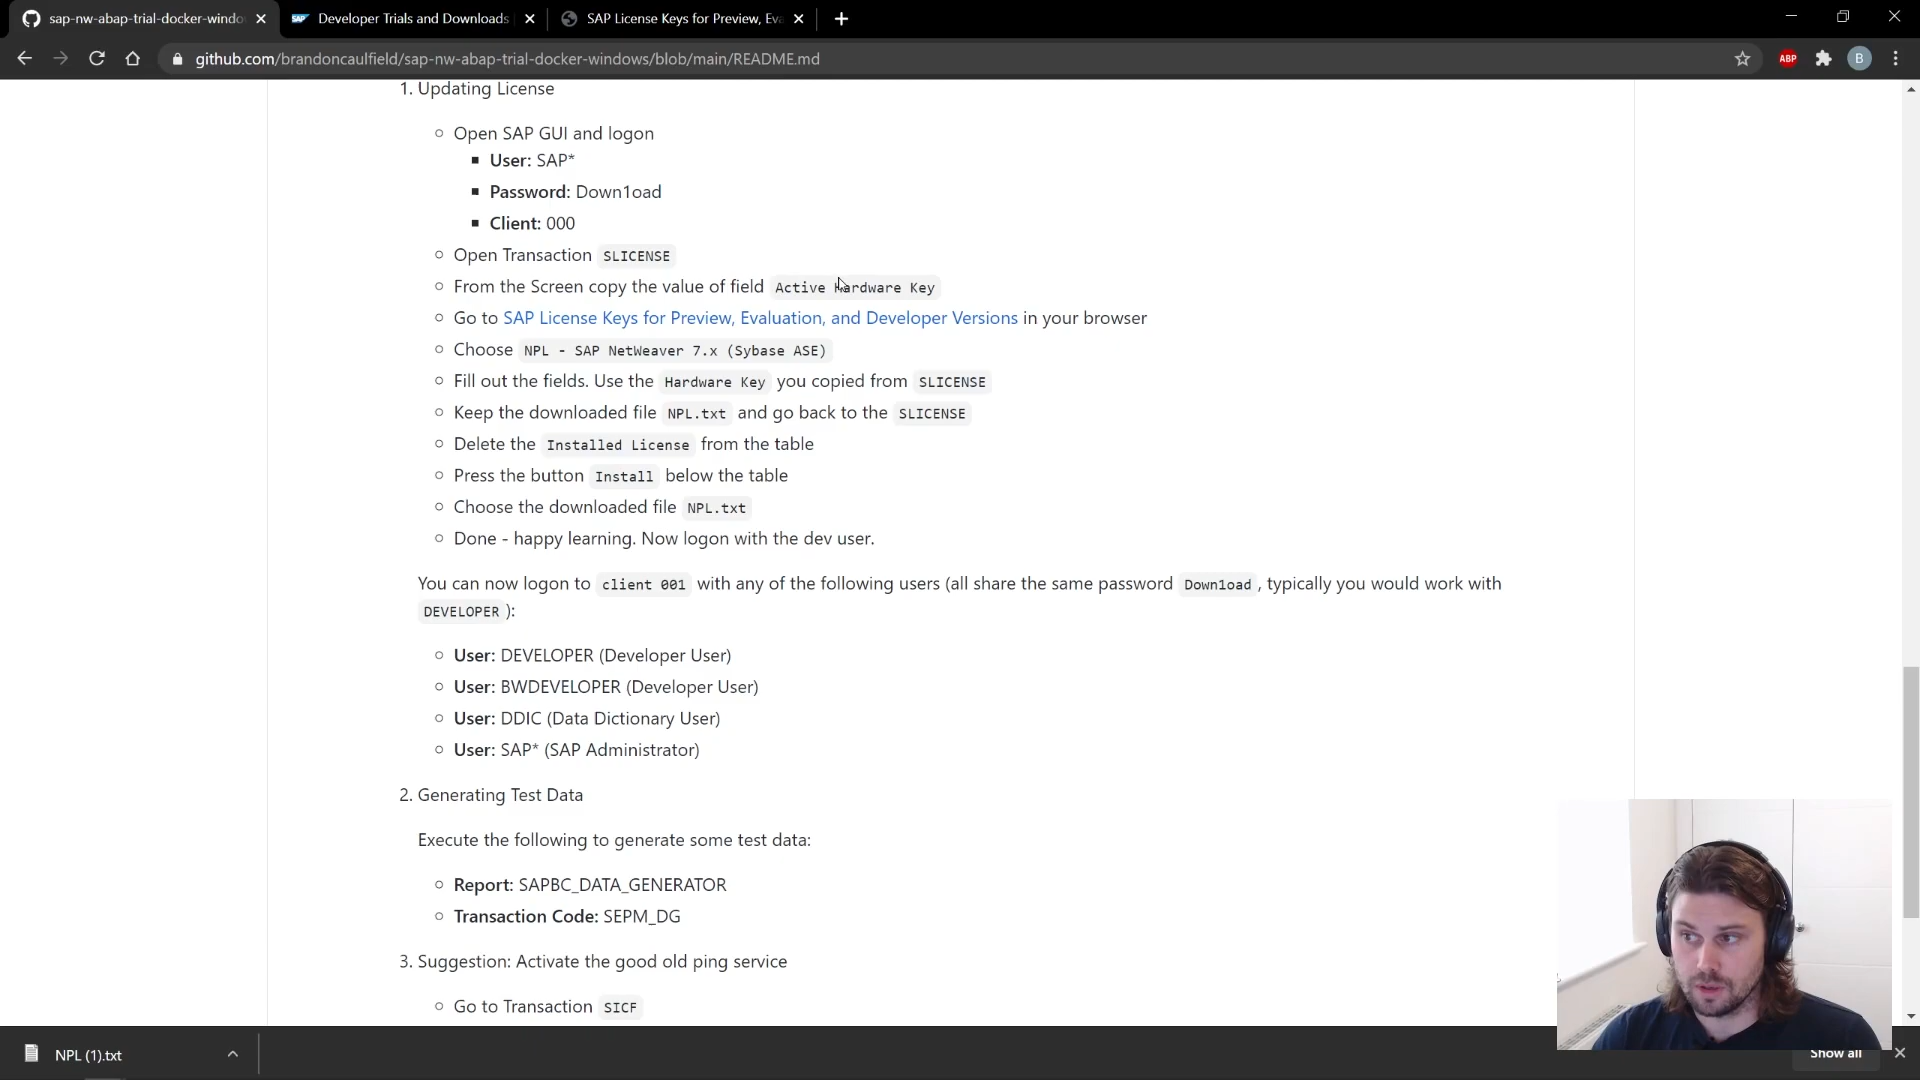 sap-nw-abap-trial-docker-windo
Developer Trials and Downloads
SAP License Keys for Preview, Eva
github.com/brandoncaulfield/sap-nw-abap-trial-docker-windows/blob/main/README.md
ABP
B
1. Updating License
Open SAP GUI and logon
User: SAP*
Password: Down1oad
Client: 000
Open Transaction SLICENSE
From the Screen copy the value of field Active Hardware Key
Go to SAP License Keys for Preview, Evaluation, and Developer Versions in your browser
Choose NPL - SAP NetWeaver 7.x (Sybase ASE)
Fill out the fields. Use the Hardware Key you copied from SLICENSE
Keep the downloaded file NPL.txt and go back to the SLICENSE
Delete the Installed License from the table
Press the button Install below the table
Choose the downloaded file NPL.txt
Done - happy learning. Now logon with the dev user.
You can now logon to client 001 with any of the following users (all share the same password Down1oad, typically you would work with
DEVELOPER ):
User: DEVELOPER (Developer User)
User: BWDEVELOPER (Developer User)
User: DDIC (Data Dictionary User)
User: SAP* (SAP Administrator)
2. Generating Test Data
Execute the following to generate some test data:
Report: SAPBC_DATA_GENERATOR
Transaction Code: SEPM_DG
3. Suggestion: Activate the good old ping service
Go to Transaction SICF
NPL (1).txt
Show all